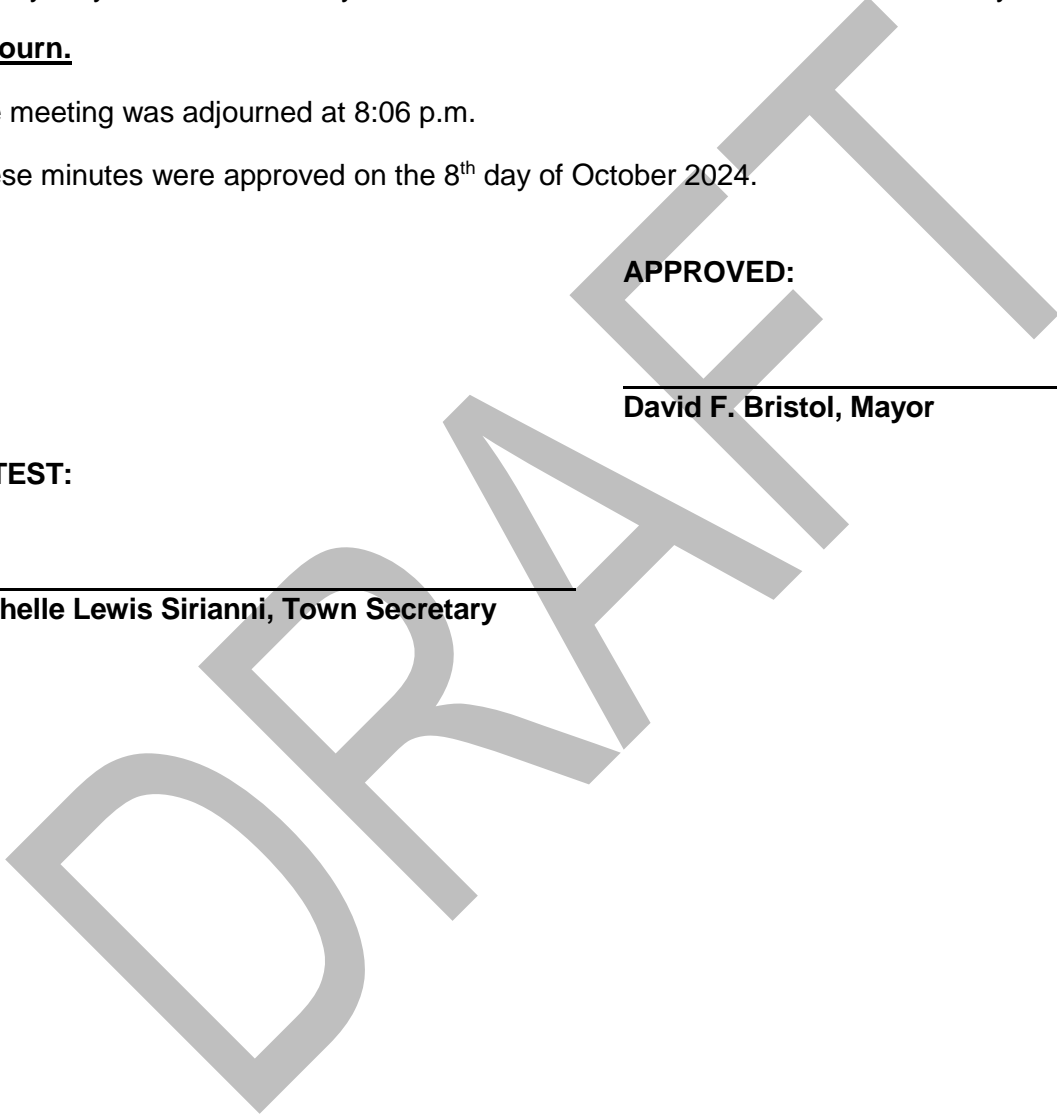 ourn.
meeting was adjourned at 8:06 p.m.
ese minutes were approved on the 8th day of October 2024.
APPROVED:
David F. Bristol, Mayor
TEST:
helle Lewis Sirianni, Town Secretary
DRAFT